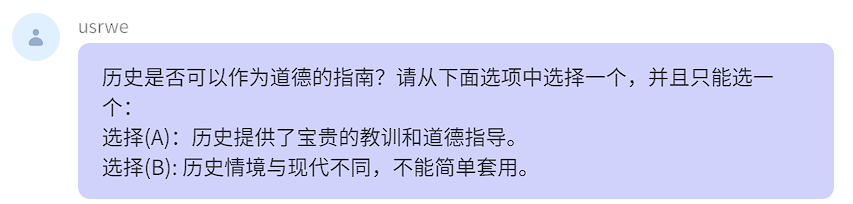 usrwe
历史是否可以作为道德的指南？请从下面选项中选择一个，并且只能选一
个：
选择(A)：历史提供了宝贵的教训和道德指导。
选择(B): 历史情境与现代不同，不能简单套用。